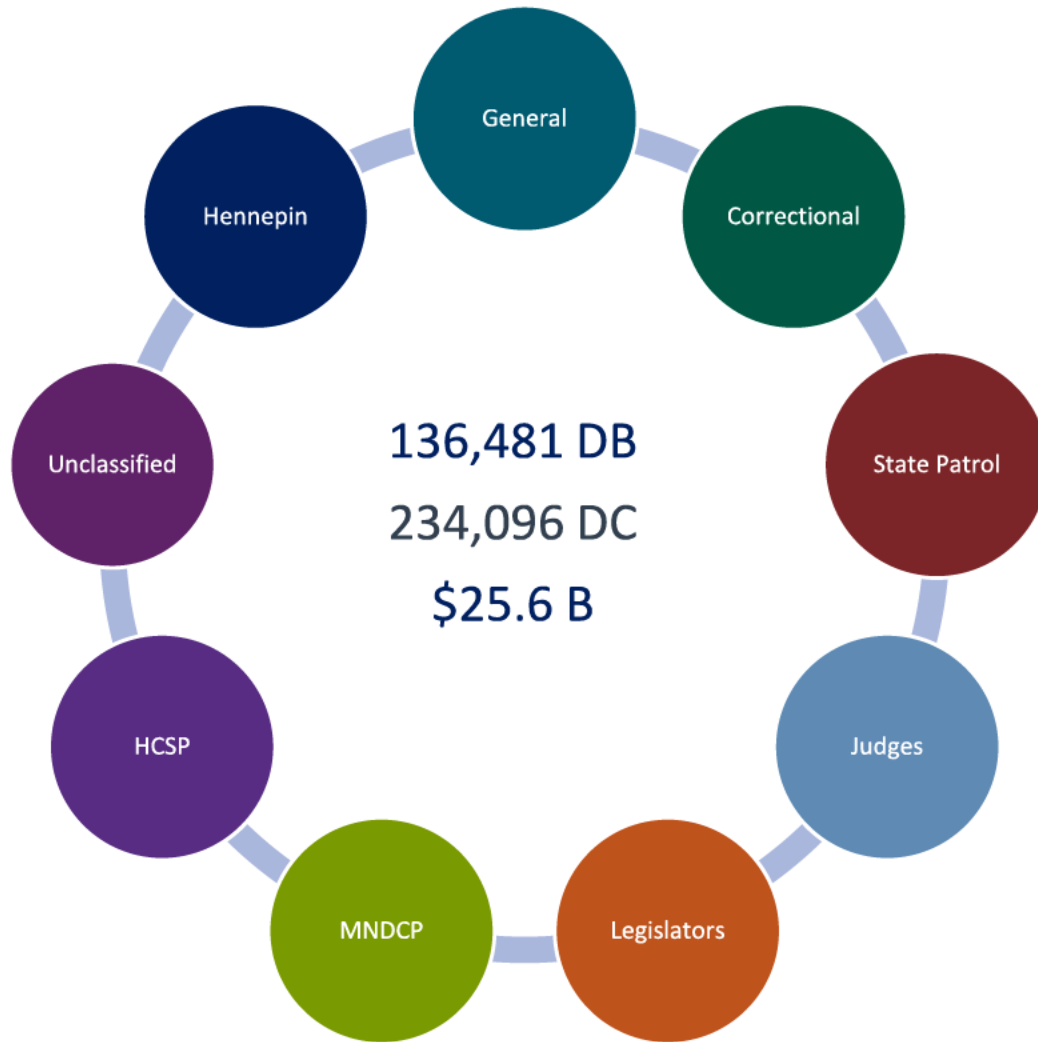 General
Correctional
State Patrol
Judges
Legislators
MNDCP
HCSP
Unclassified
Hennepin
136,481 DB
234,096 DC
$25.6 B